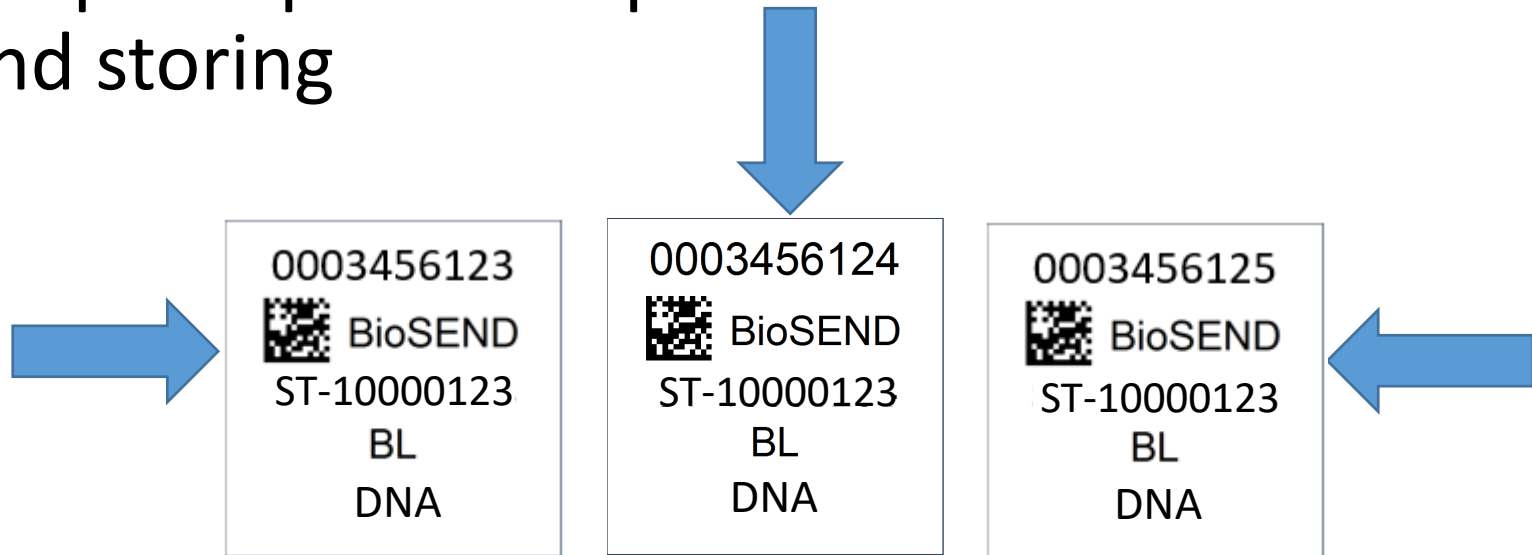 nd storing
0003456123
BioSEND
ST-10000123
BL
DNA
0003456124
BioSEND
ST-10000123
BL
DNA
0003456125
BioSEND
ST-10000123
BL
DNA